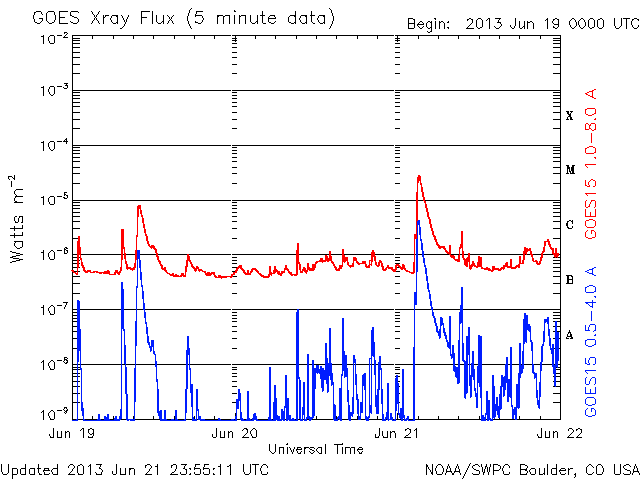 GOES Xray Flux (5 minute data)
Begin: 2013 Jun 19 0000 UTC
10-2
10-3
10-4
10-5
10-6
10-7
10-8
10-9
Watts m-2
X
M
C
B
A
GOES15 1.0-8.0 A
GOES15 0.5-4.0 A
Jun 19
Jun 20
Jun 21
Jun 22
Universal Time
Updated 2013 Jun 21 23:55:11 UTC
NOAA/SWPC Boulder, CO USA